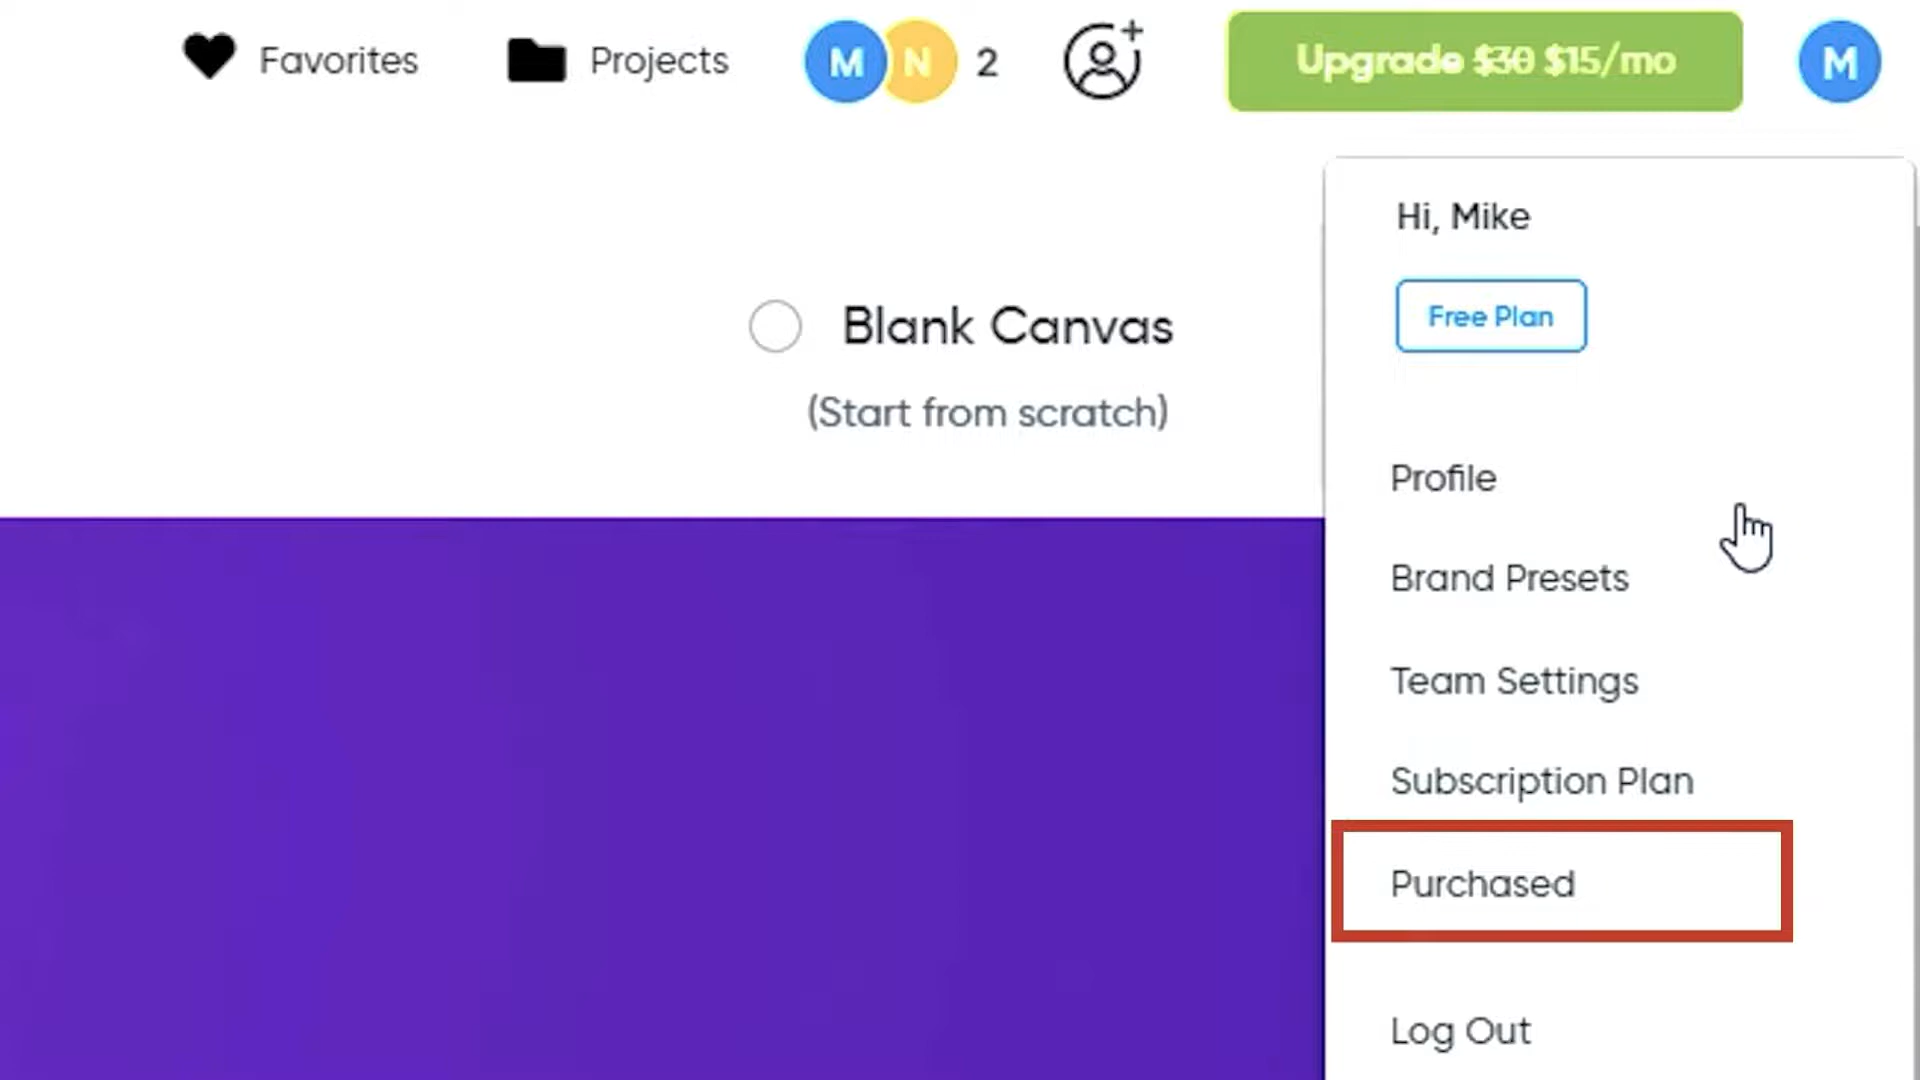 Favorites
Projects
M N 2
Upgrade $30 $15/mo
M
Hi, Mike
Free Plan
Blank Canvas
(Start from scratch)
Profile
Brand Presets
Team Settings
Subscription Plan
Purchased
Log Out